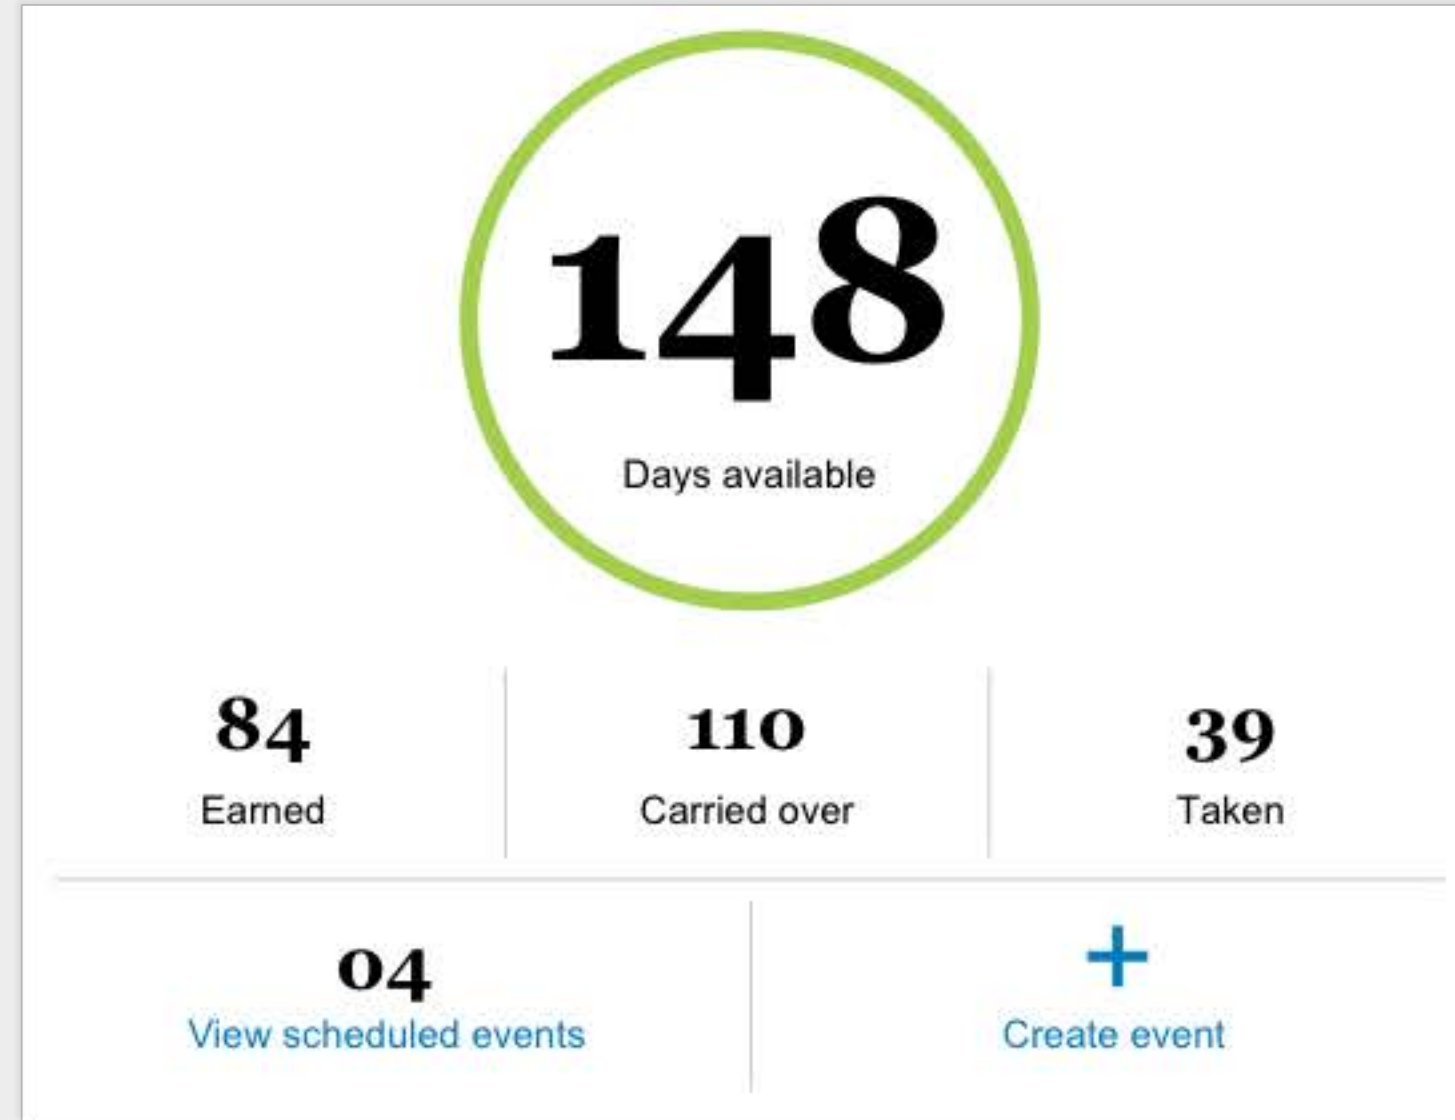 148
Days available
84
Earned
110
Carried over
39
Taken
04
View scheduled events
+
Create event